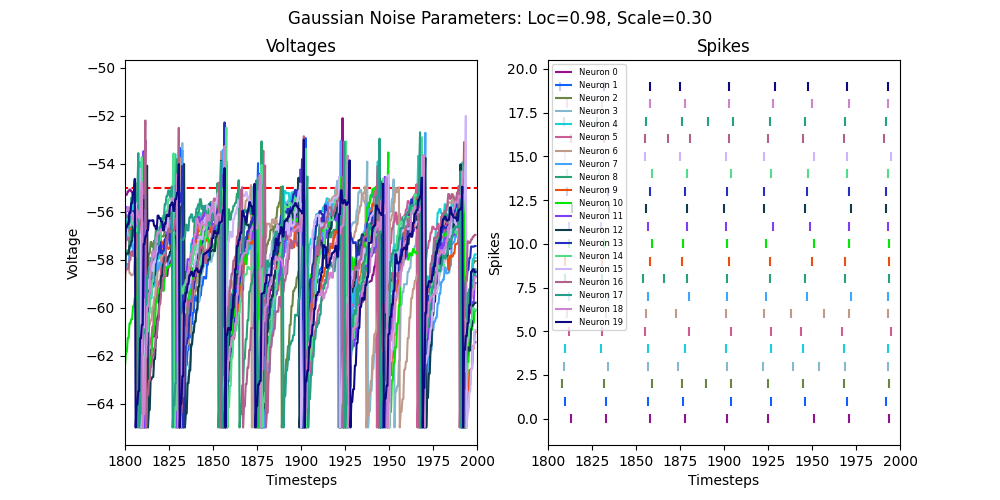 Gaussian Noise Parameters: Loc=0.98, Scale=0.30
Voltages
−50
−52
−54
−56
−58
−60
−62
−64
Voltage
1800
1825
1850
1875
1900
1925
1950
1975
2000
Timesteps
Spikes
20.0
17.5
15.0
12.5
10.0
7.5
5.0
2.5
0.0
Spikes
Neuron 0
Neuron 1
Neuron 2
Neuron 3
Neuron 4
Neuron 5
Neuron 6
Neuron 7
Neuron 8
Neuron 9
Neuron 10
Neuron 11
Neuron 12
Neuron 13
Neuron 14
Neuron 15
Neuron 16
Neuron 17
Neuron 18
Neuron 19
1800
1825
1850
1875
1900
1925
1950
1975
2000
Timesteps